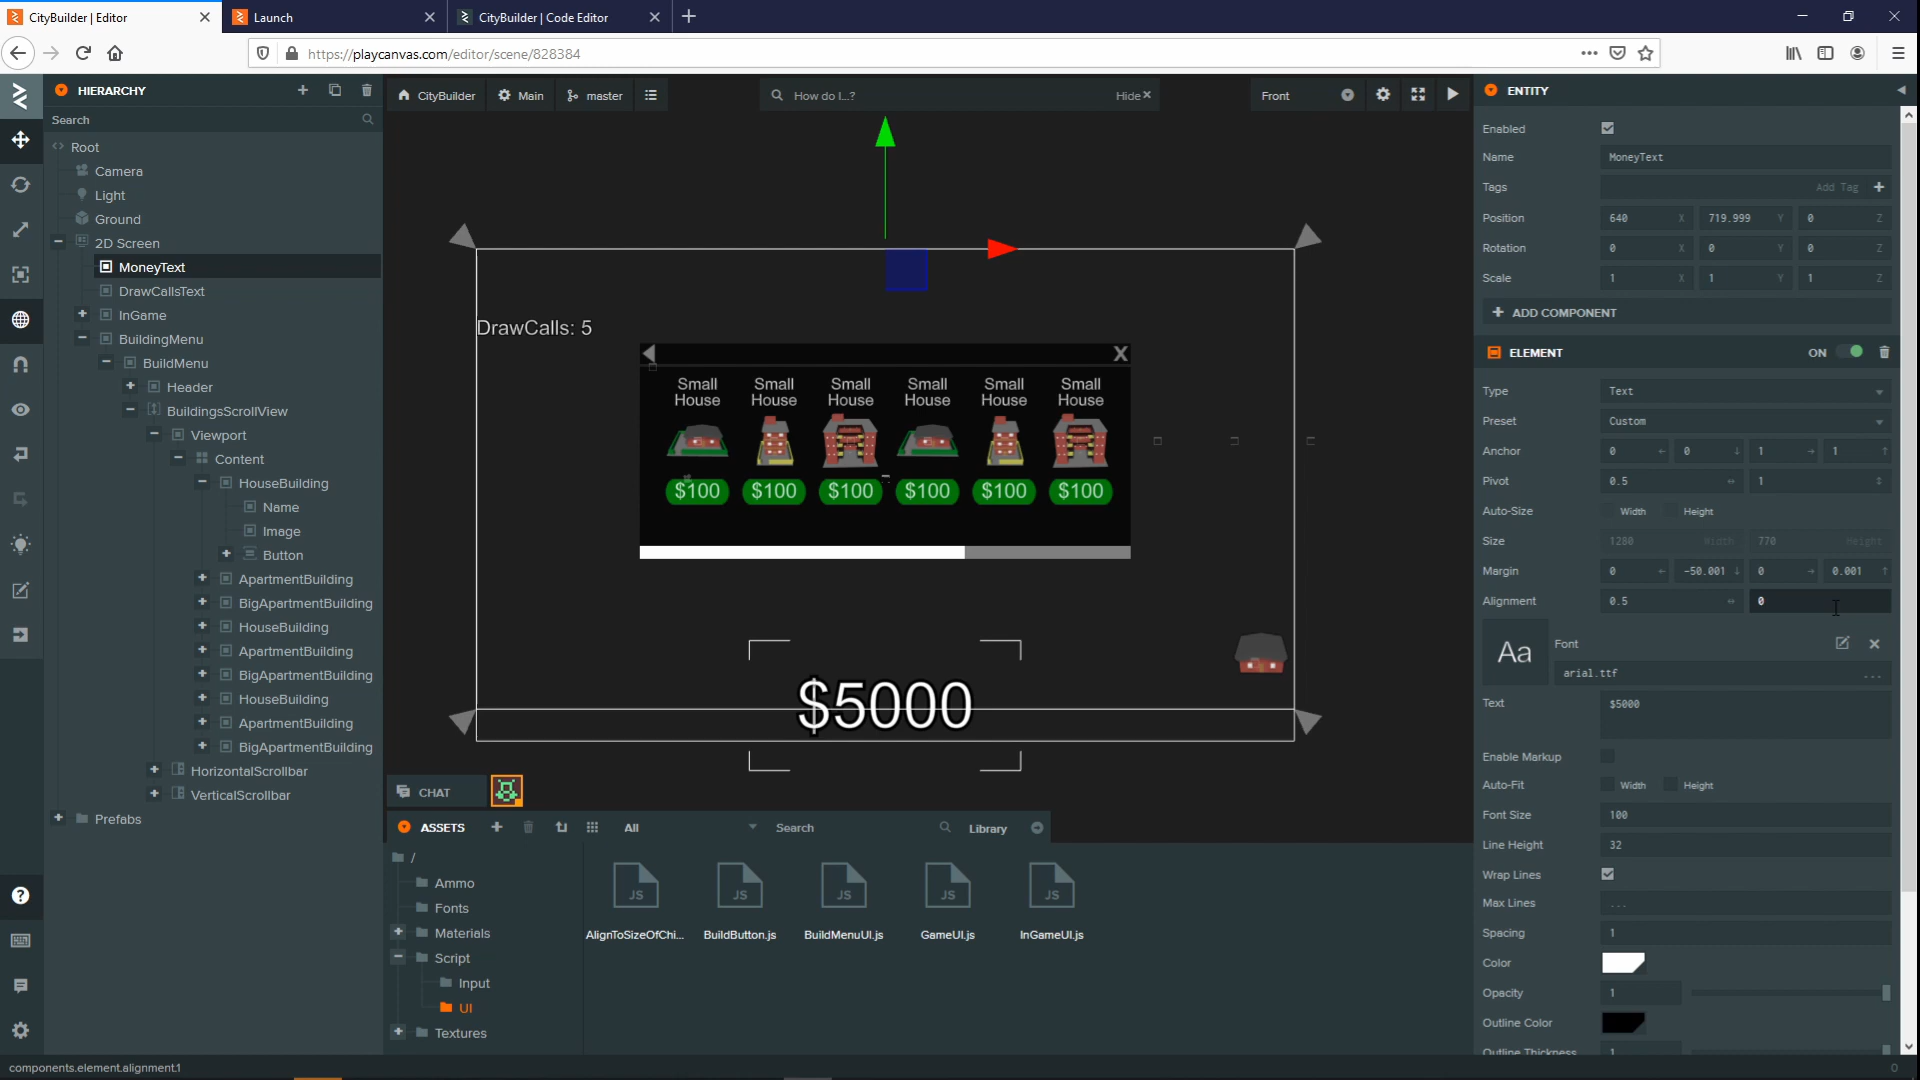 CityBuilder | Editor
Launch
CityBuilder | Code Editor
https://playcanvas.com/editor/scene/828384
HIERARCHY
Search
Root
Camera
Light
Ground
2D Screen
MoneyText
DrawCallsText
InGame
BuildingMenu
BuildMenu
Header
BuildingsScrollView
Viewport
Content
HouseBuilding
Name
Image
Button
ApartmentBuilding
BigApartmentBuilding
HouseBuilding
ApartmentBuilding
BigApartmentBuilding
HouseBuilding
ApartmentBuilding
BigApartmentBuilding
HorizontalScrollbar
VerticalScrollbar
Prefabs
CityBuilder
Main
master
How do I...?
Hide
Front
DrawCalls: 5
X
Small House
Small House
Small House
Small House
Small House
Small House
$100 $100 $100 $100 $100 $100
$5000
CHAT
ASSETS
All
Search
Library
/
Ammo
Fonts
Materials
Script
Input
UI
Textures
JS JS JS JS JS
AlignToSizeOfChi...
BuildButton.js
BuildMenuUI.js
GameUI.js
InGameUI.js
ENTITY
Enabled
Name MoneyText
Tags Add Tag
Position 640 X 719.999 Y 0 Z
Rotation 0 X 0 Y 0 Z
Scale 1 X 1 Y 1 Z
ADD COMPONENT
ELEMENT ON
Type Text
Preset Custom
Anchor 0 0 1 1
Pivot 0.5 1
Auto-Size Width Height
Size 1280 Width 770 Height
Margin 0 -50.001 0 0.001
Alignment 0.5 0
Aa
Font
arial.ttf ...
Text $5000
Enable Markup
Auto-Fit Width Height
Font Size 100
Line Height 32
Wrap Lines
Max Lines ...
Spacing 1
Color
Opacity 1
Outline Color
Outline Thickness 1
components.element.alignment.1
0